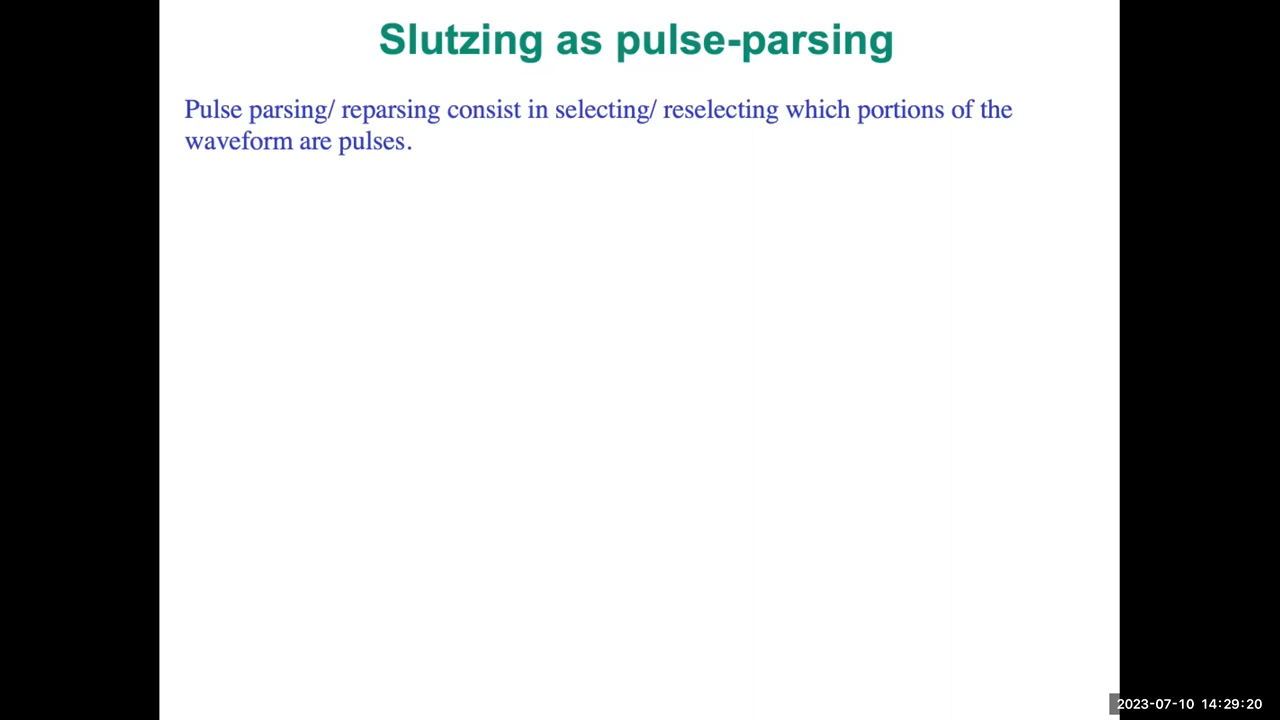 Slutzing as pulse-parsing
Pulse parsing/ reparsing consist in selecting/ reselecting which portions of the
waveform are pulses.
2023-07-10 14:29:20